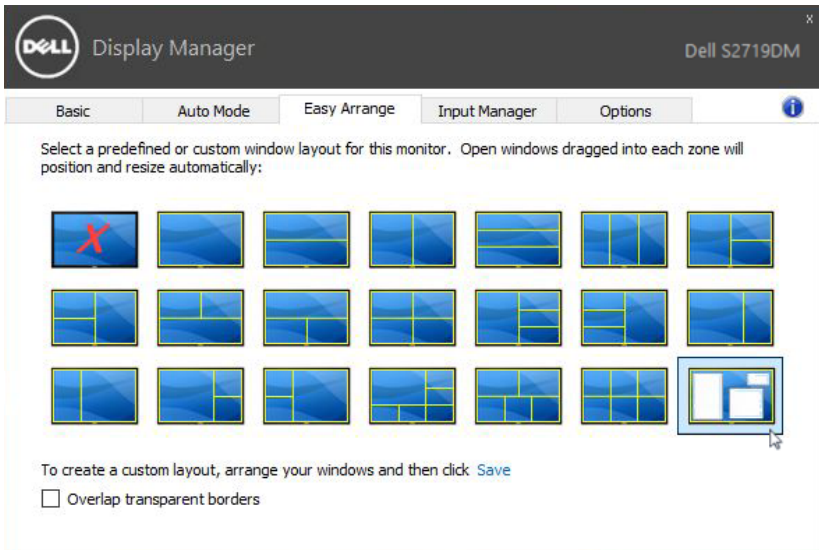 x
DELL
Display Manager
Dell S2719DM
Basic
Auto Mode
Easy Arrange
Input Manager
Options
i
Select a predefined or custom window layout for this monitor. Open windows dragged into each zone will
position and resize automatically:
X
To create a custom layout, arrange your windows and then click Save
Overlap transparent borders